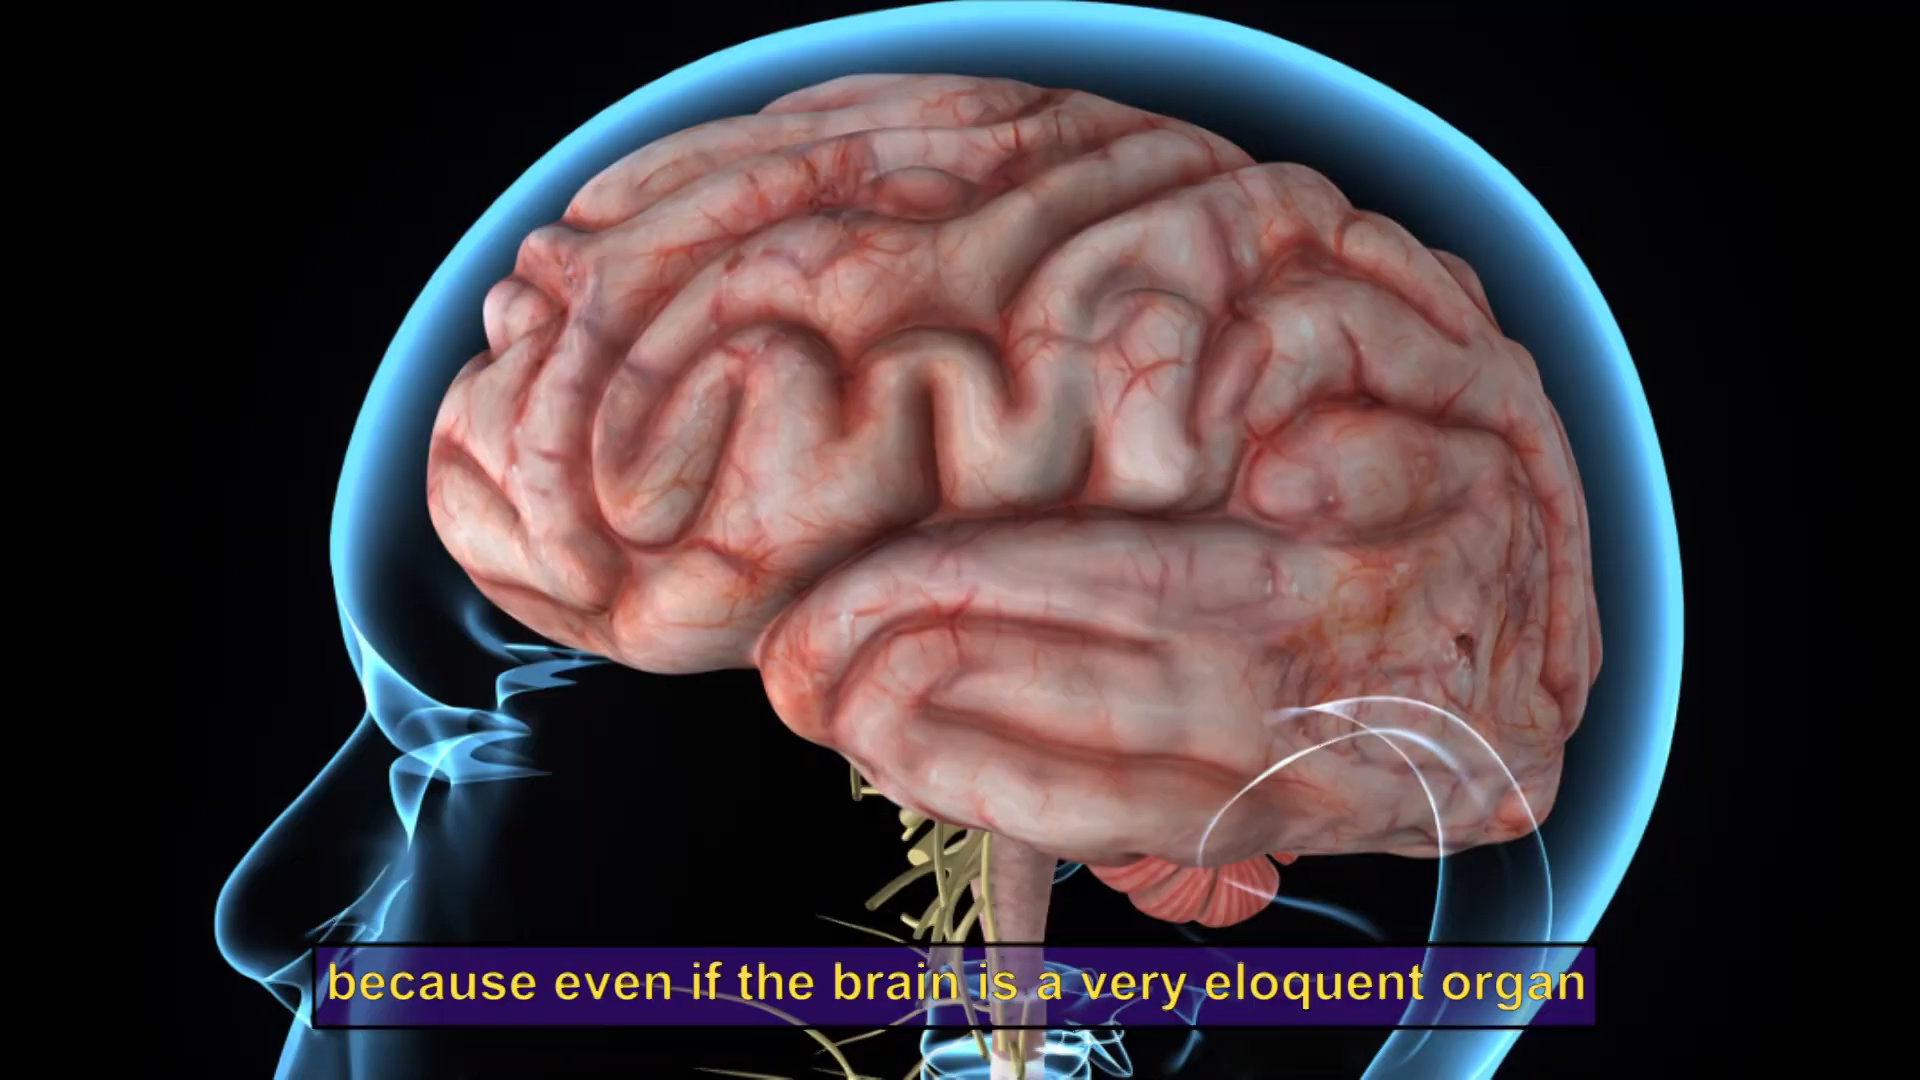 because even if the brain is a very eloquent organ